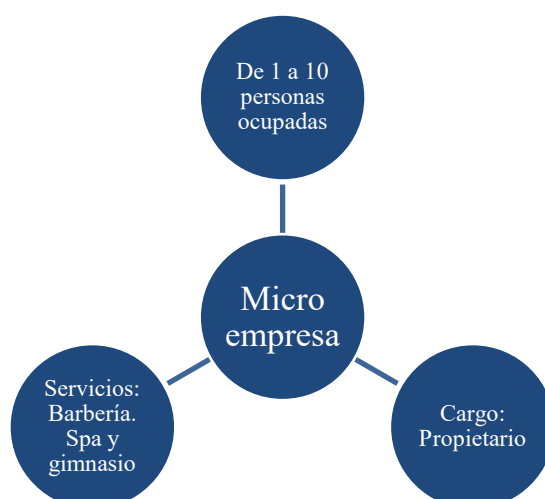 De 1 a 10
personas
ocupadas
Micro
empresa
Servicios:
Barbería.
Spa y
gimnasio
Cargo:
Propietario